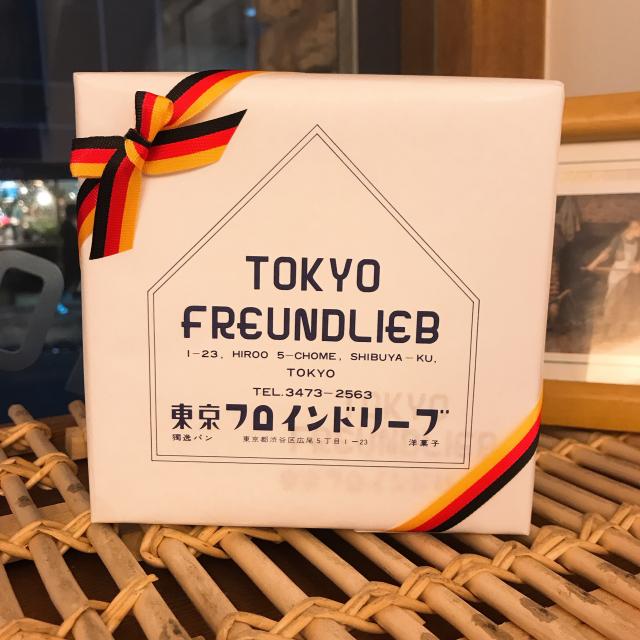 TOKYO
FREUNDLIEB
1-23, HIROO 5-CHOME, SHIBUYA-KU,
TOKYO
TEL.3473-2563
東京フロインドリーブ
獨逸パン 東京都渋谷区広尾5丁目1-23 洋菓子